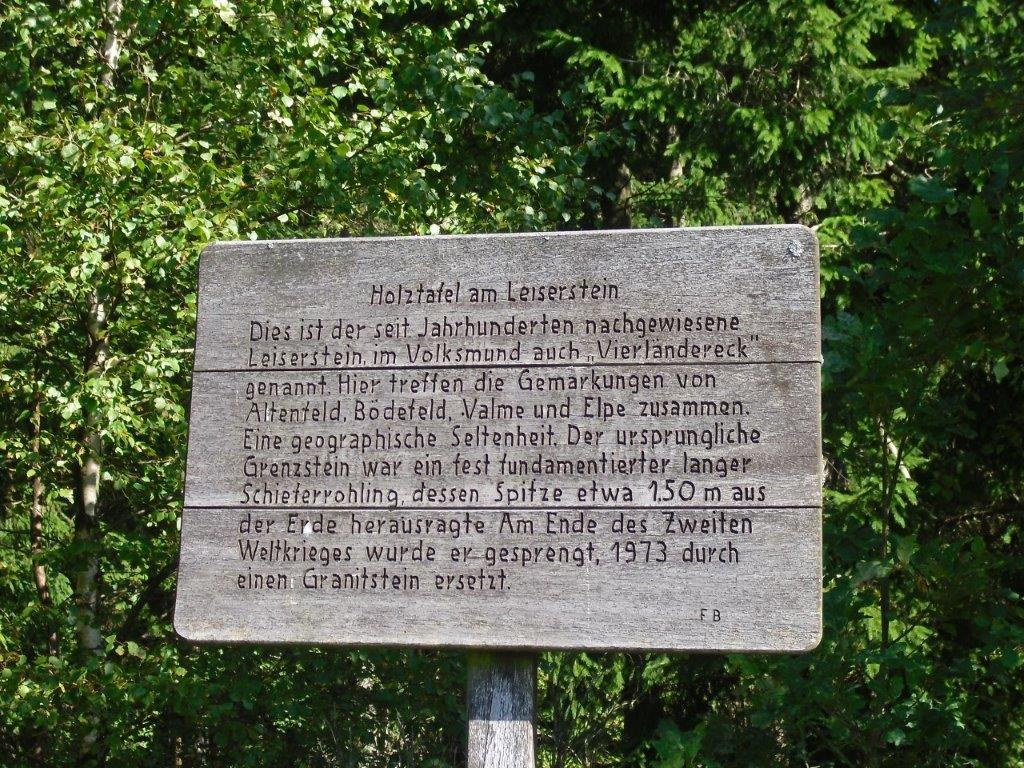 Holztafel am Leiserstein
Dies ist der seit Jahrhunderten nachgewiesene
Leiserstein, im Volksmund auch „Vierländereck"
genannt. Hier treffen die Gemarkungen von
Altenfeld, Bödefeld, Valme und Elpe zusammen.
Eine geographische Seltenheit. Der ursprüngliche
Grenzstein war ein fest fundamentierter langer
Schieferrohling, dessen Spitze etwa 1.50 m aus
der Erde herausragte Am Ende des Zweiten
Weltkrieges wurde er gesprengt, 1973 durch
einen Granitstein ersetzt.
F B